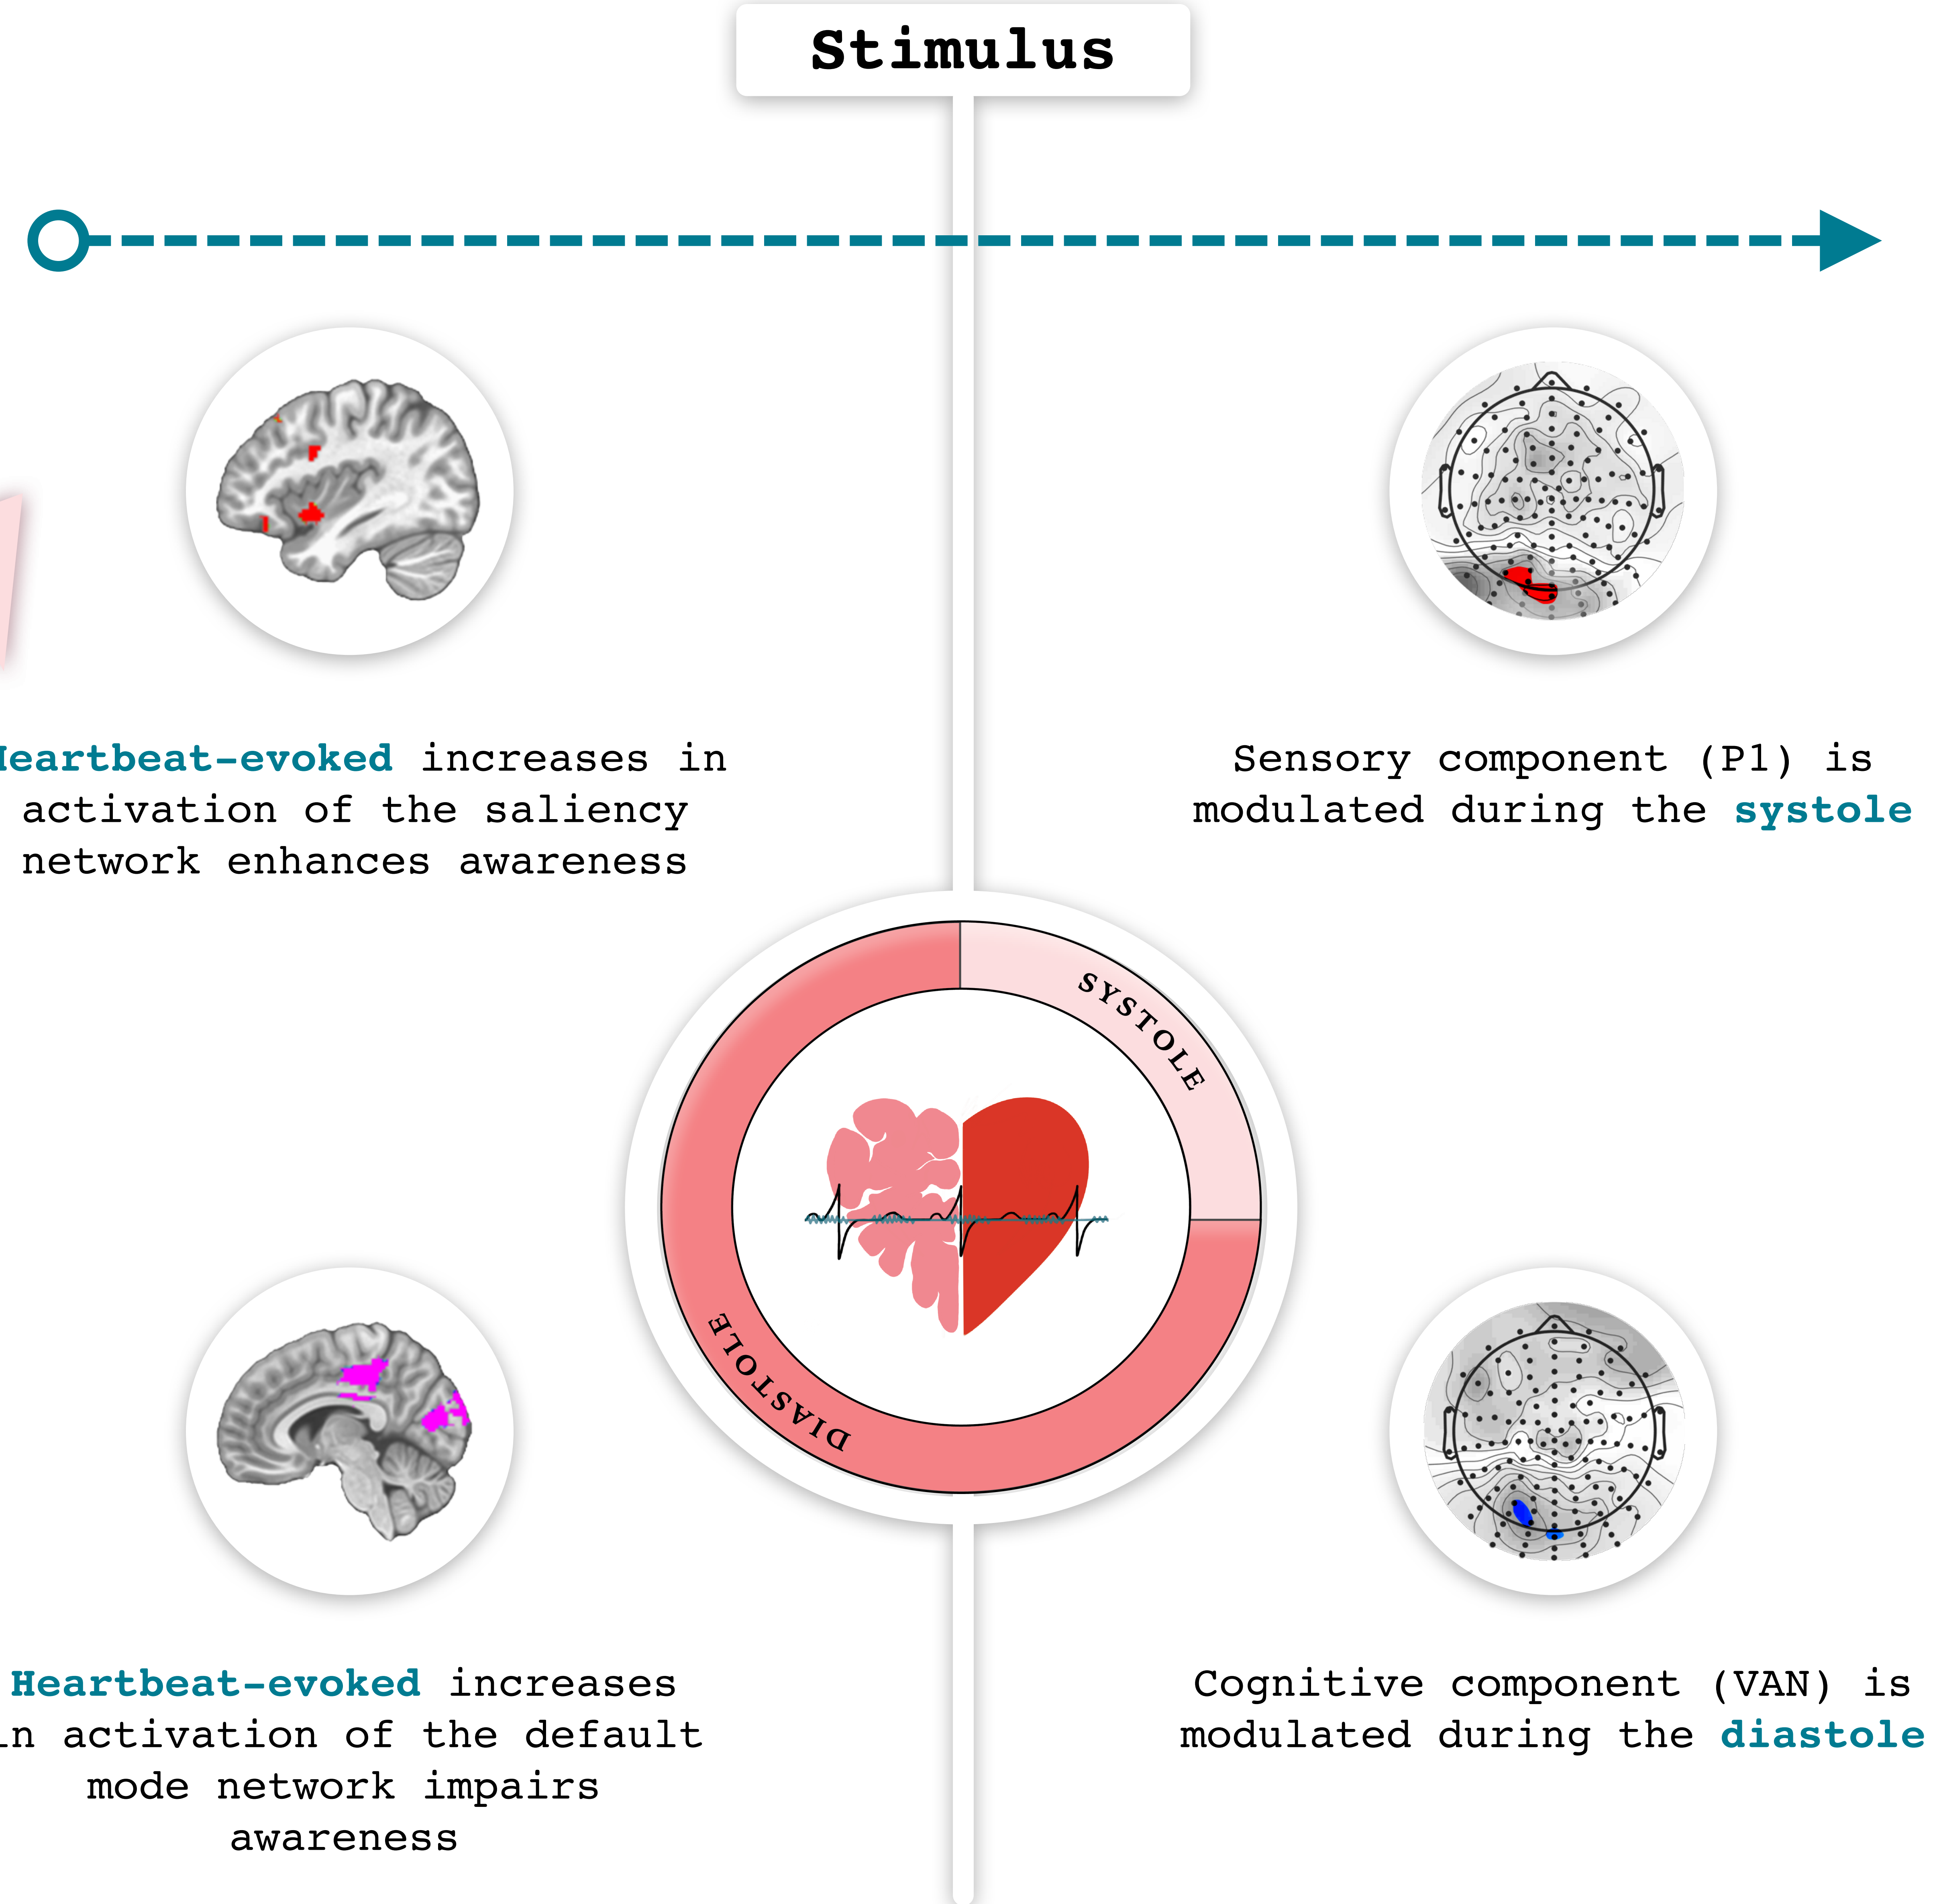 Stimulus
Heartbeat-evoked increases in
activation of the saliency
network enhances awareness
Sensory component (P1) is
modulated during the systole
SYSTOLE
DIASTOLE
Heartbeat-evoked increases
in activation of the default
mode network impairs
awareness
Cognitive component (VAN) is
modulated during the diastole